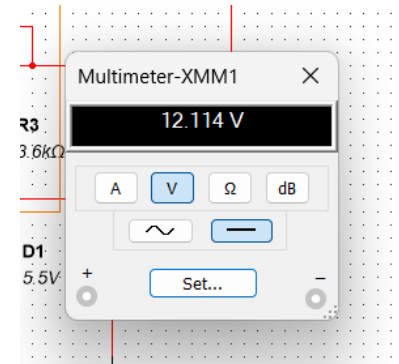 Multimeter-XMM1
12.114 V
R3
3.6kΩ
A V Ω dB
D1
5.5V
+ −
Set...